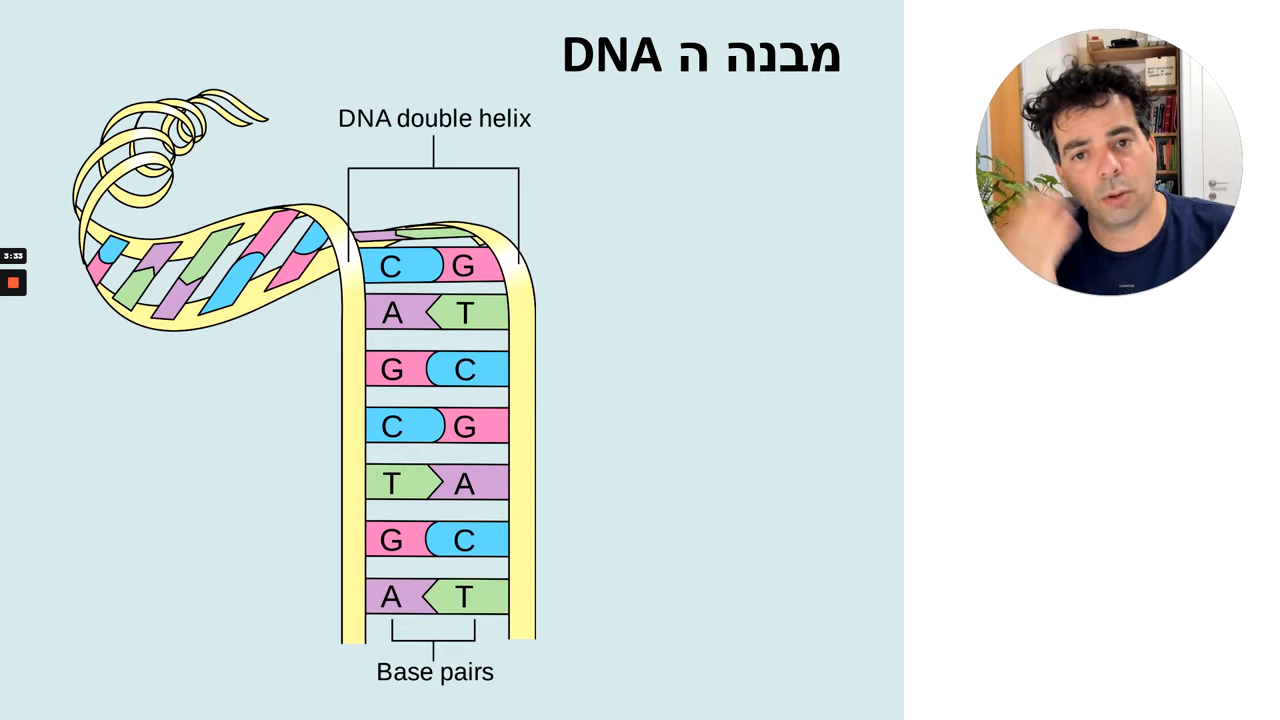 מבנה ה DNA
DNA double helix
3:33
C G
A T
G C
C G
T A
G C
A T
Base pairs